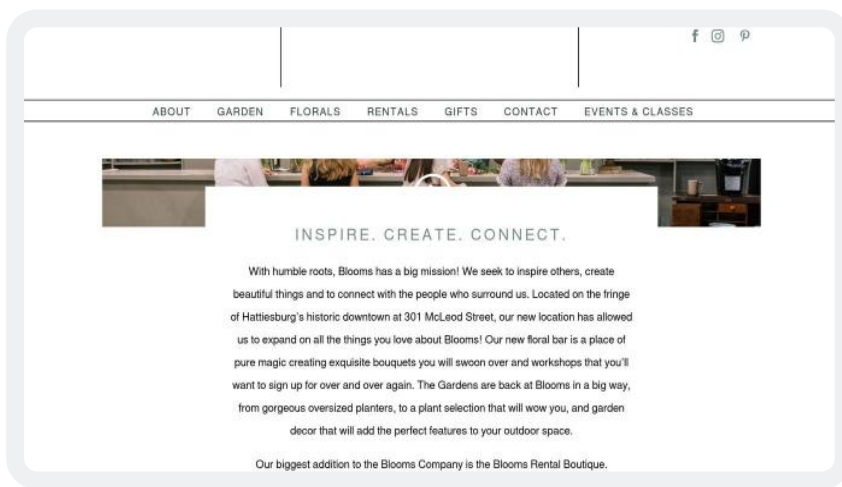 ABOUT GARDEN FLORALS RENTALS GIFTS CONTACT EVENTS & CLASSES
INSPIRE. CREATE. CONNECT.
With humble roots, Blooms has a big mission! We seek to inspire others, create
beautiful things and to connect with the people who surround us. Located on the fringe
of Hattiesburg's historic downtown at 301 McLeod Street, our new location has allowed
us to expand on all the things you love about Blooms! Our new floral bar is a place of
pure magic creating exquisite bouquets you will swoon over and workshops that you'll
want to sign up for over and over again. The Gardens are back at Blooms in a big way,
from gorgeous oversized planters, to a plant selection that will wow you, and garden
decor that will add the perfect features to your outdoor space.
Our biggest addition to the Blooms Company is the Blooms Rental Boutique.